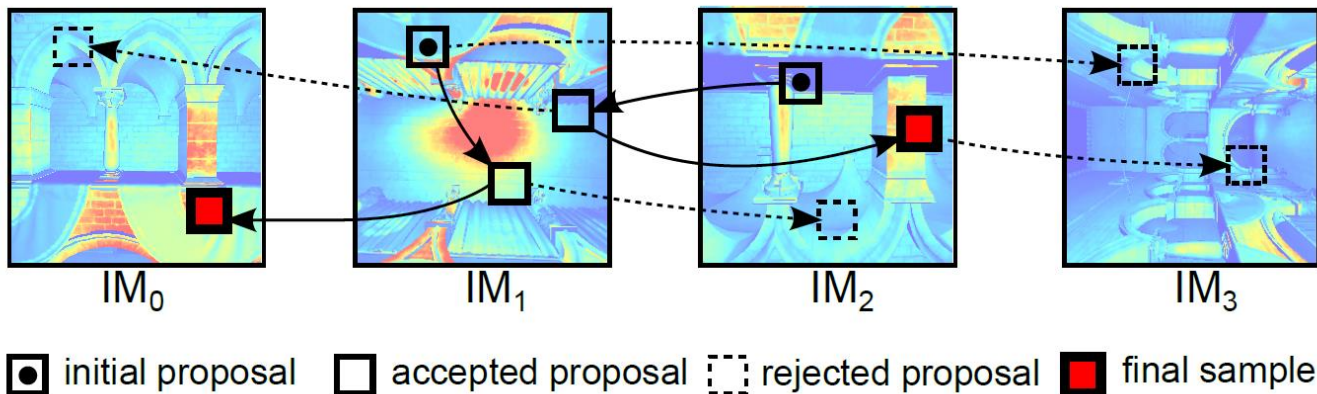 IM₀ IM₁ IM₂ IM₃
initial proposal accepted proposal rejected proposal final sample